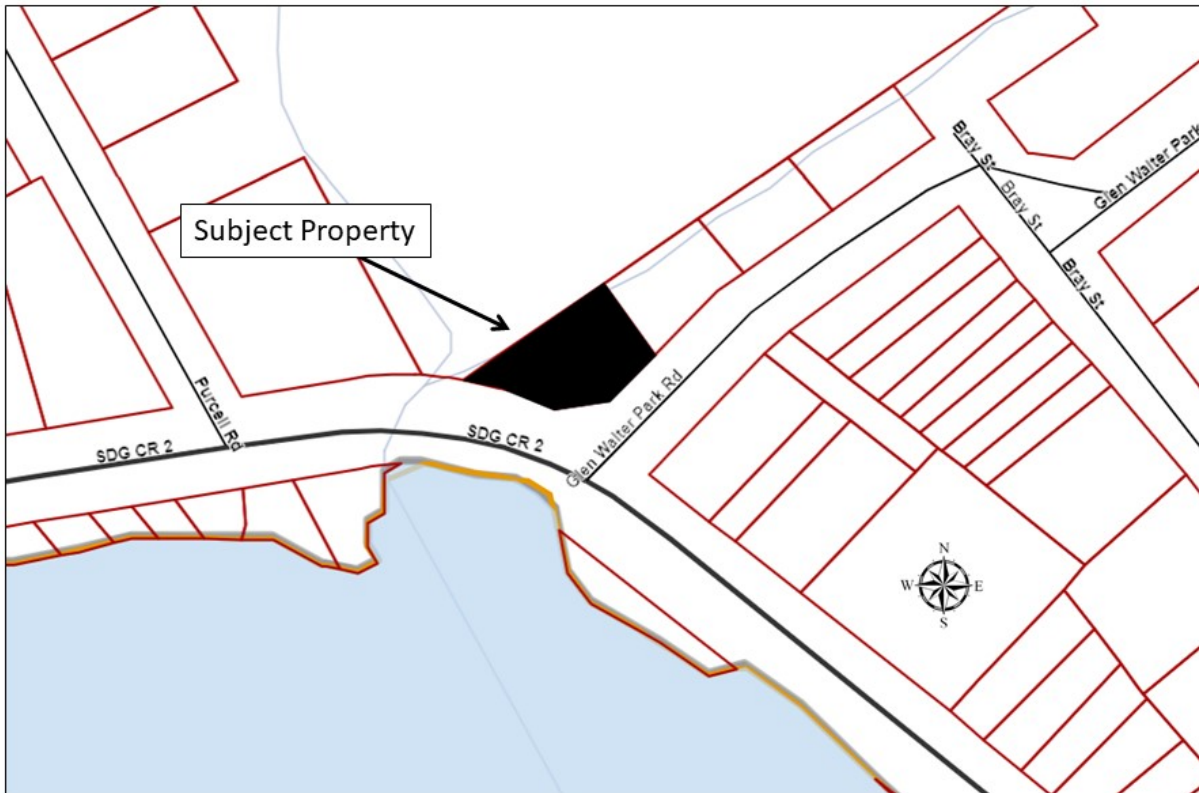 Bray St
Bray St
Glen Walter Park
Subject Property
Bray St
Purcell Rd
Glen Walter Park Rd
SDG CR 2
SDG CR 2
N
W E
S